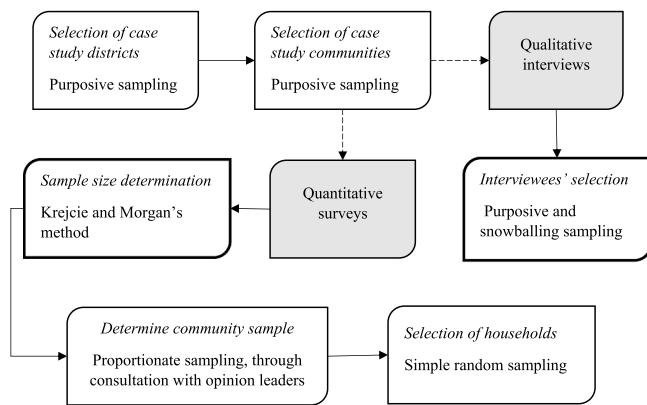 Selection of case
study districts
Purposive sampling
Selection of case
study communities
Purposive sampling
Qualitative
interviews
Sample size determination
Krejcie and Morgan's
method
Quantitative
surveys
Interviewees' selection
Purposive and
snowballing sampling
Determine community sample
Proportionate sampling, through
consultation with opinion leaders
Selection of households
Simple random sampling